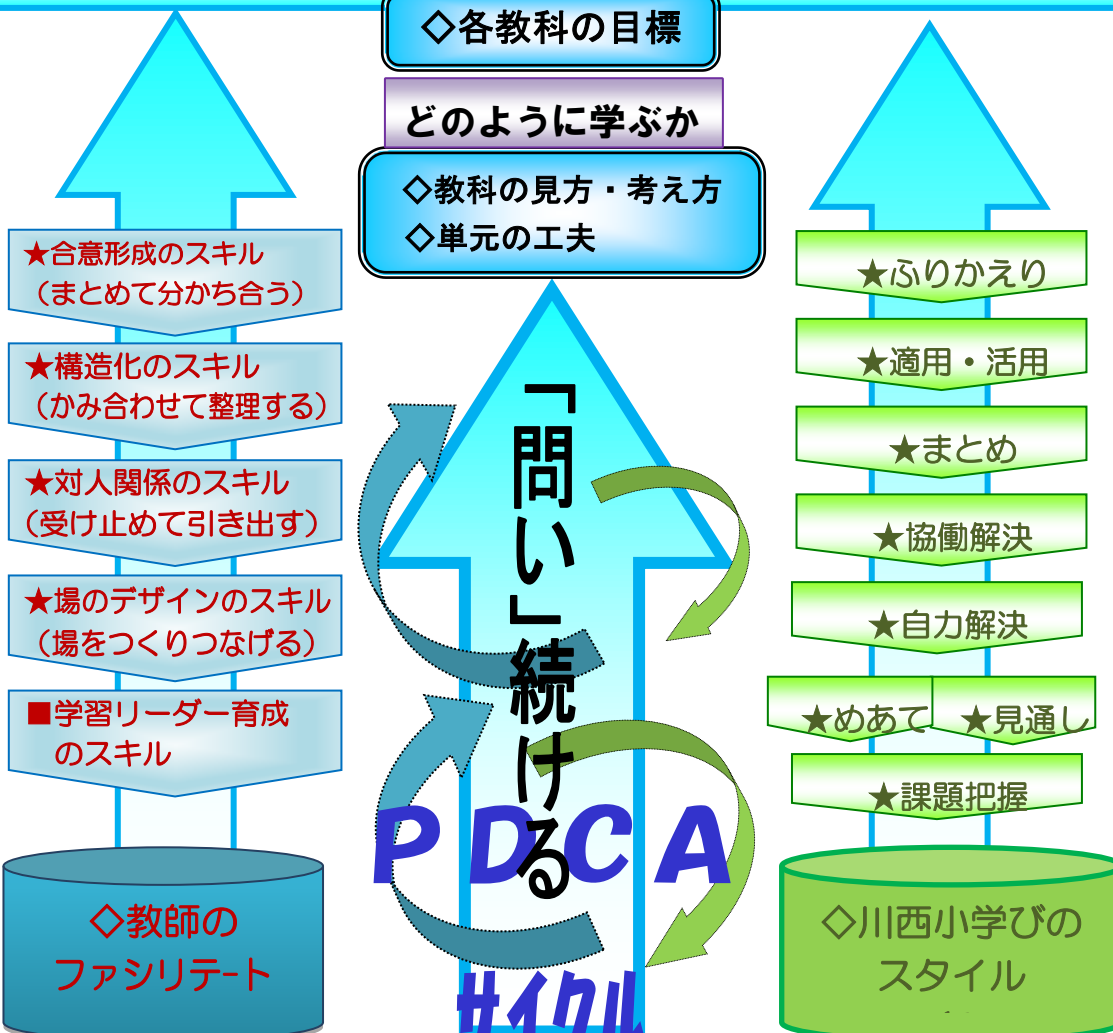 ◇各教科の目標
どのように学ぶか
◇教科の見方・考え方
◇単元の工夫
★合意形成のスキル
（まとめて分かち合う）
★構造化のスキル
（かみ合わせて整理する）
★対人関係のスキル
（受け止めて引き出す）
★場のデザインのスキル
（場をつくりつなげる）
■学習リーダー育成
のスキル
◇教師の
ファシリテート
「問い」続ける
PDCA
サイクル
★ふりかえり
★適用・活用
★まとめ
★協働解決
★自力解決
★めあて
★見通し
★課題把握
◇川西小学びの
スタイル